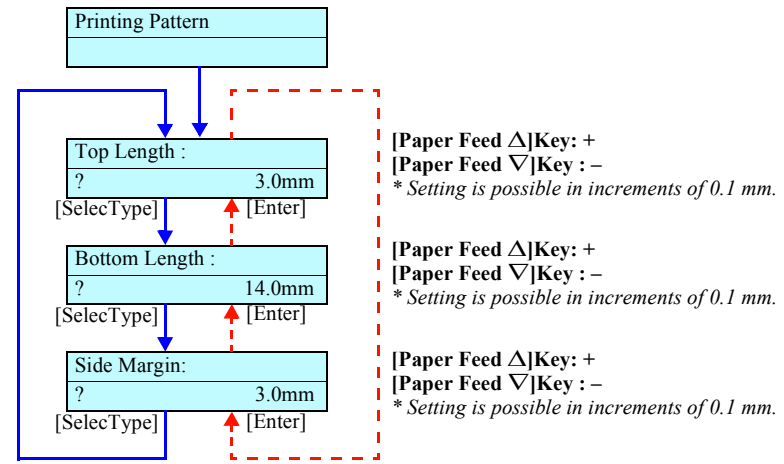 Printing Pattern
Top Length :
? 3.0mm
[SelecType] [Enter]
[Paper Feed △]Key: +
[Paper Feed ▽]Key : –
* Setting is possible in increments of 0.1 mm.
Bottom Length :
? 14.0mm
[SelecType] [Enter]
[Paper Feed △]Key: +
[Paper Feed ▽]Key : –
* Setting is possible in increments of 0.1 mm.
Side Margin:
? 3.0mm
[SelecType] [Enter]
[Paper Feed △]Key: +
[Paper Feed ▽]Key : –
* Setting is possible in increments of 0.1 mm.